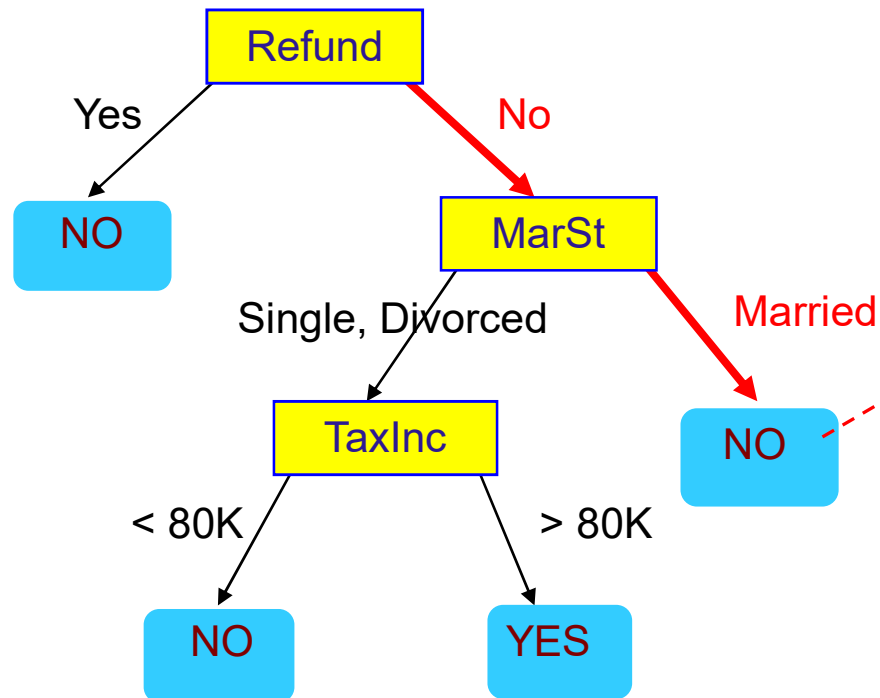 Refund
Yes
No
NO
MarSt
Single, Divorced
Married
TaxInc
NO
< 80K
> 80K
NO
YES